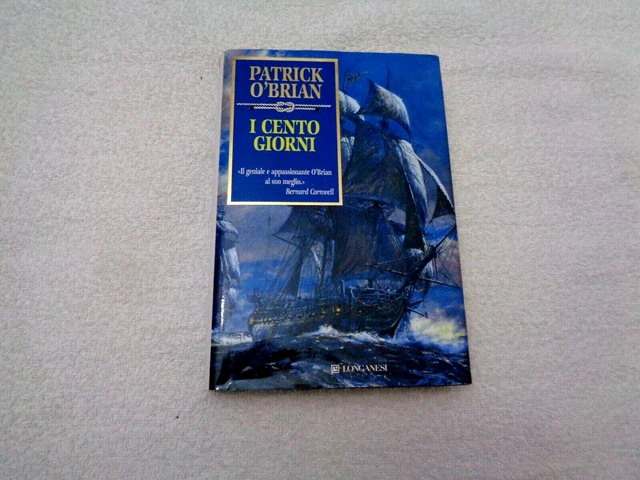 PATRICK
O'BRIAN
I CENTO
GIORNI
«Il geniale e appassionante O'Brian
al suo meglio.»
Bernard Cornwell
LONGANESI